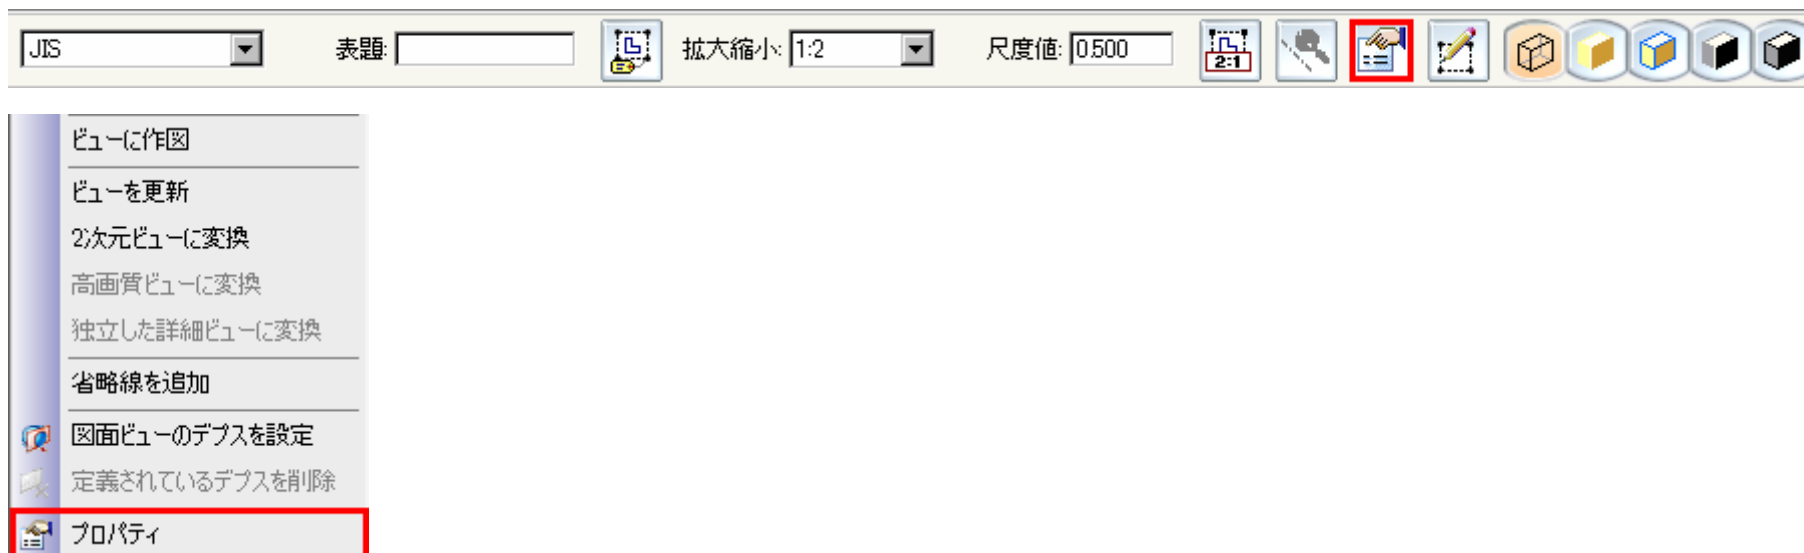 JIS 表題: 拡大縮小: 1:2 尺度値: 0.500 2:1
ビューに作図
ビューを更新
2次元ビューに変換
高画質ビューに変換
独立した詳細ビューに変換
省略線を追加
図面ビューのデプスを設定
定義されているデプスを削除
プロパティ